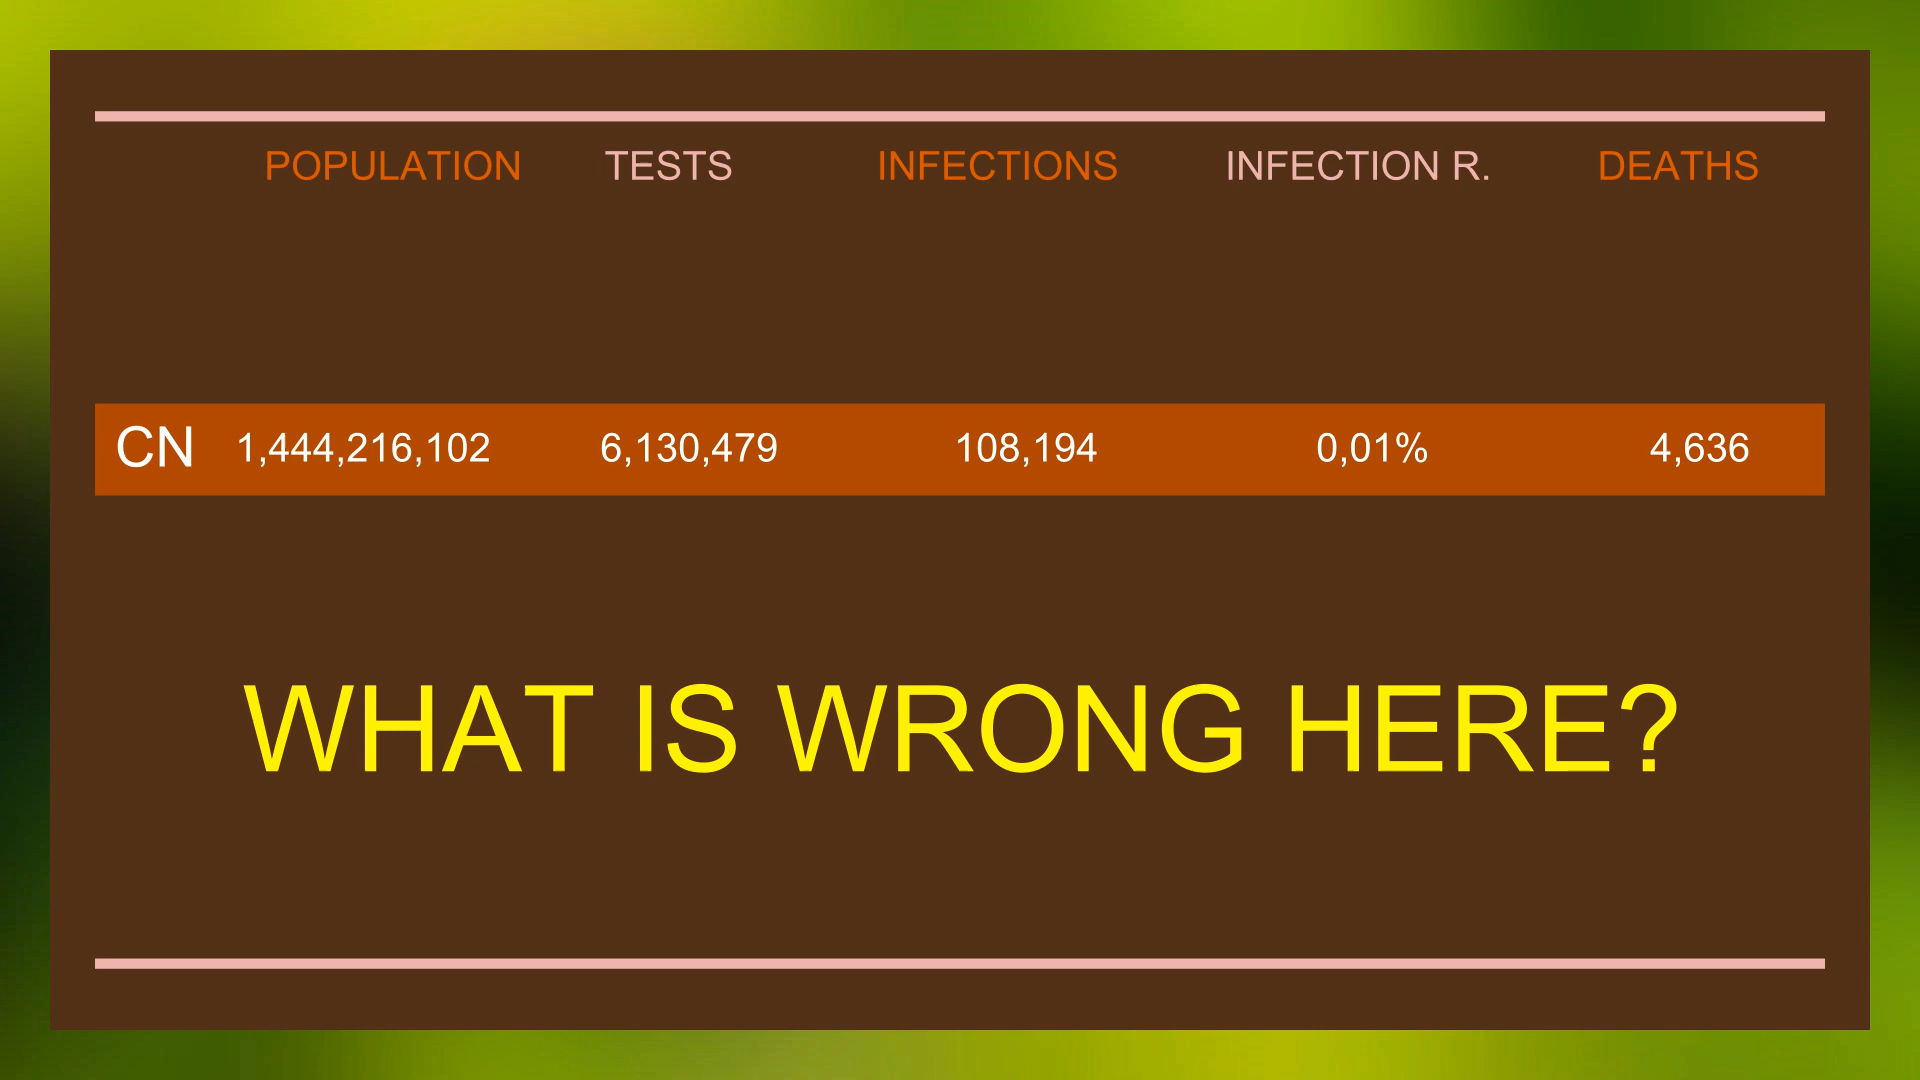 POPULATION TESTS INFECTIONS INFECTION R. DEATHS
CN 1,444,216,102 6,130,479 108,194 0,01% 4,636
WHAT IS WRONG HERE?